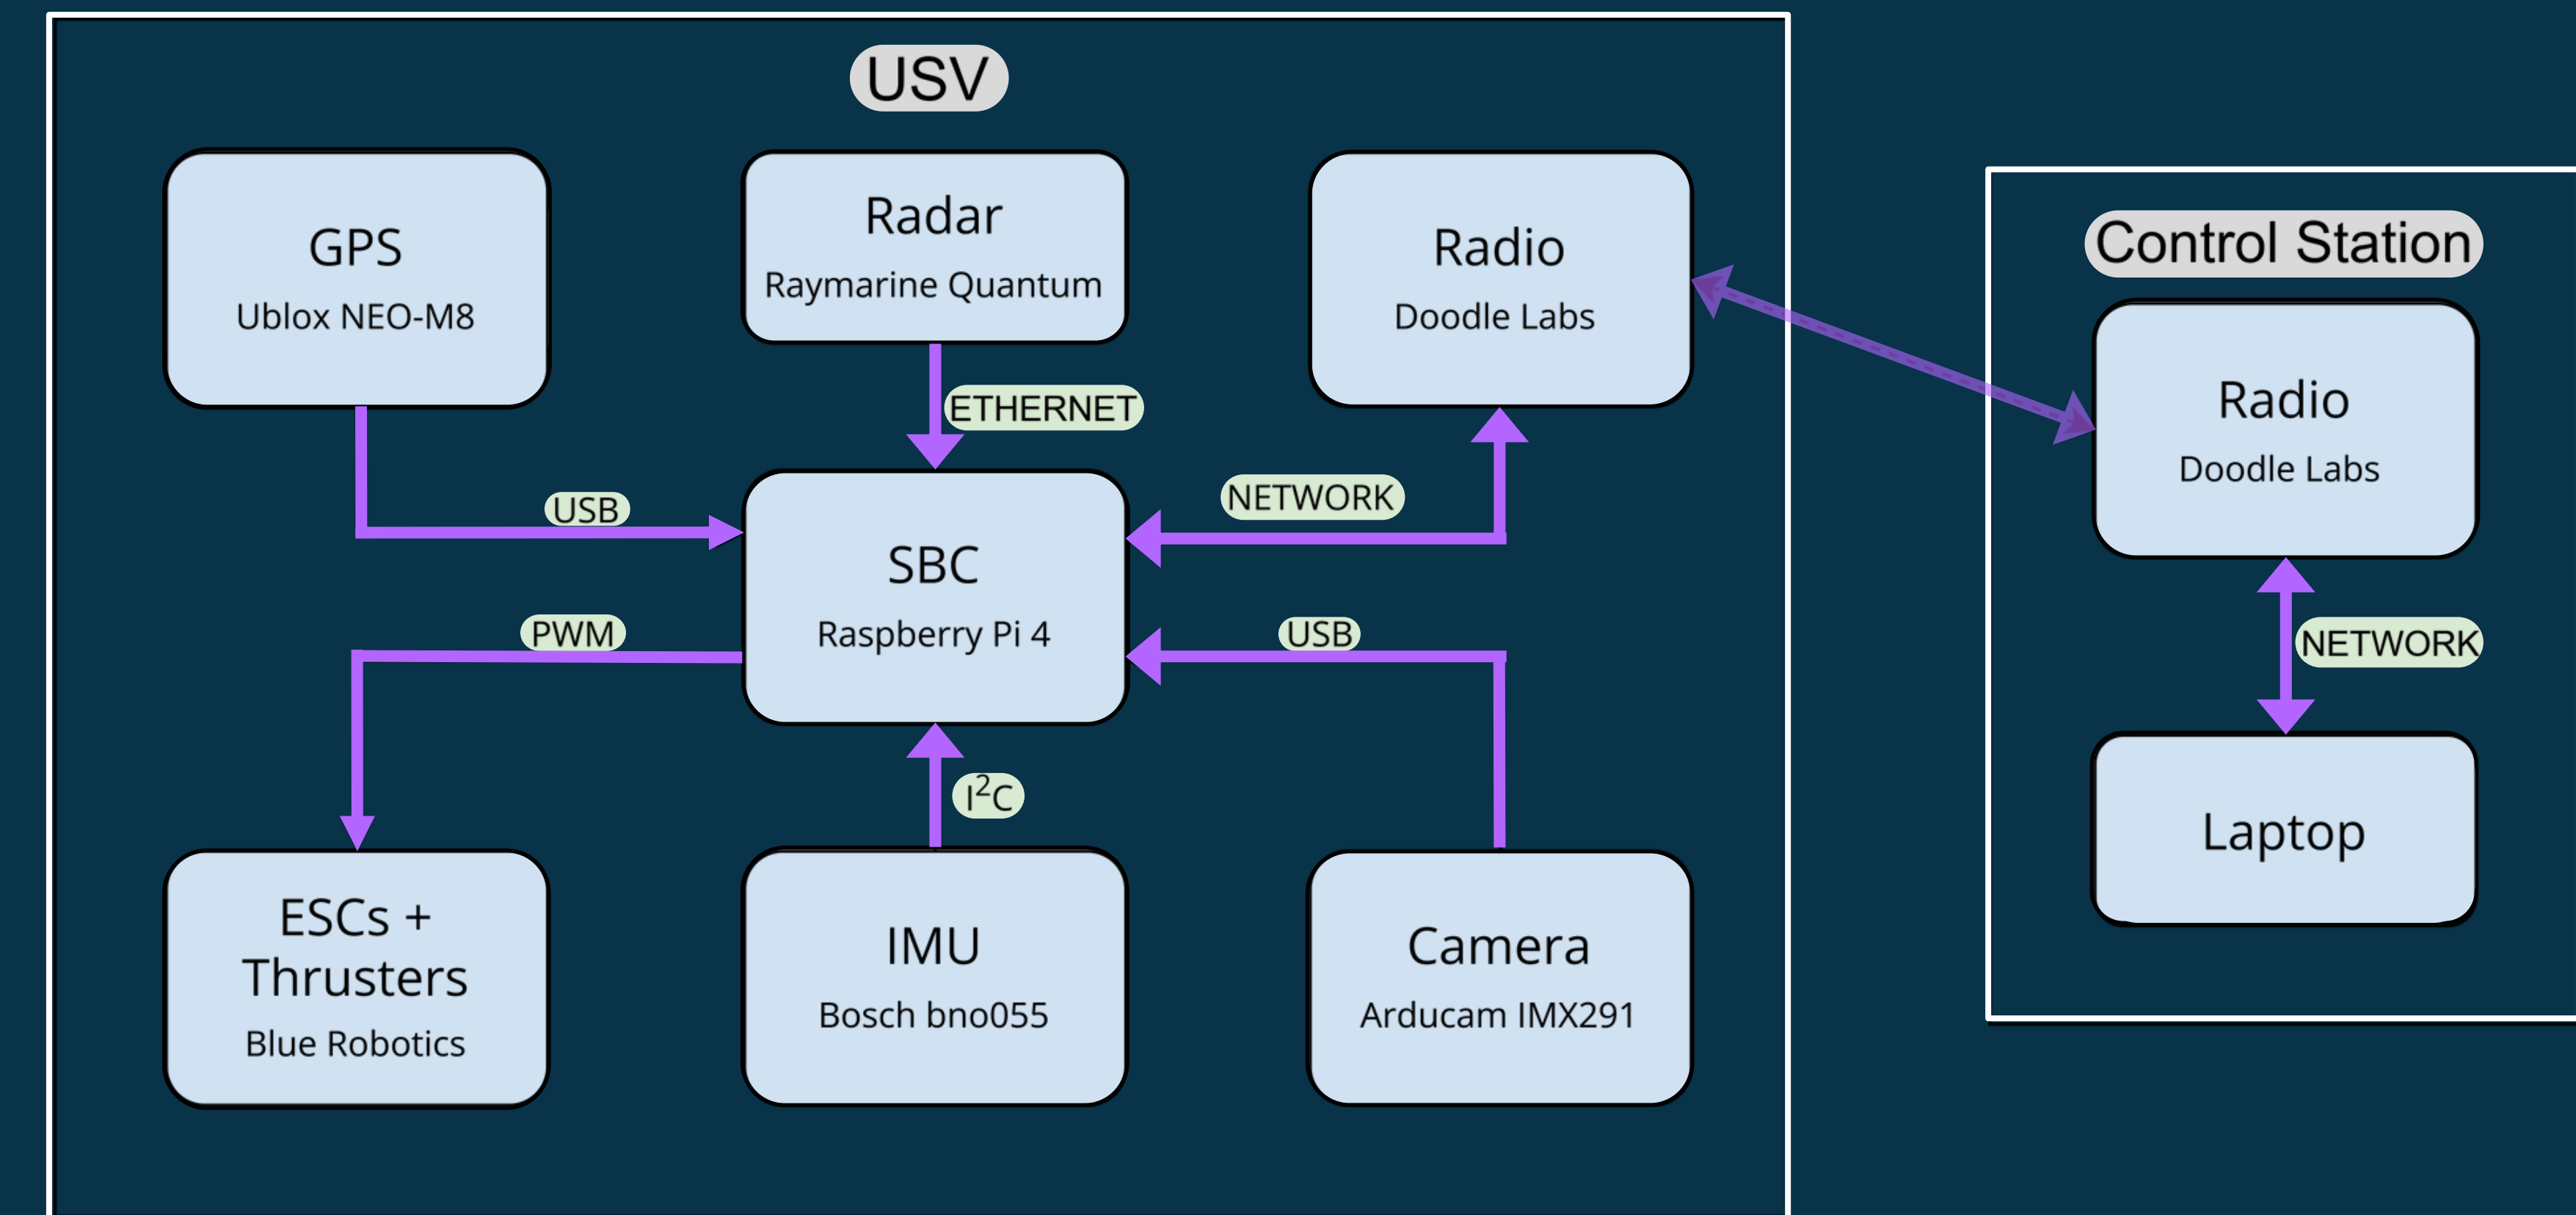 USV
GPS
Ublox NEO-M8
Radar
Raymarine Quantum
Radio
Doodle Labs
ETHERNET
USB
NETWORK
SBC
Raspberry Pi 4
PWM
USB
I²C
ESCs +
Thrusters
Blue Robotics
IMU
Bosch bno055
Camera
Arducam IMX291
Control Station
Radio
Doodle Labs
NETWORK
Laptop